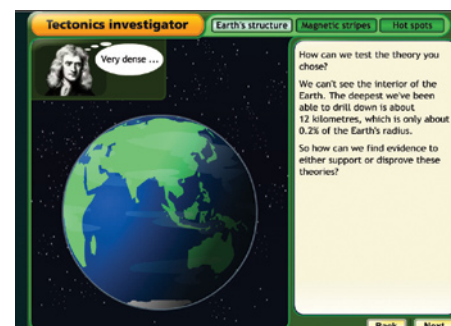 Tectonics investigator
Earth's structure
Magnetic stripes
Hot spots
Very dense ...
How can we test the theory you
chose?
We can't see the interior of the
Earth. The deepest we've been
able to drill down is about
12 kilometres, which is only about
0.2% of the Earth's radius.
So how can we find evidence to
either support or disprove these
theories?
Back
Next